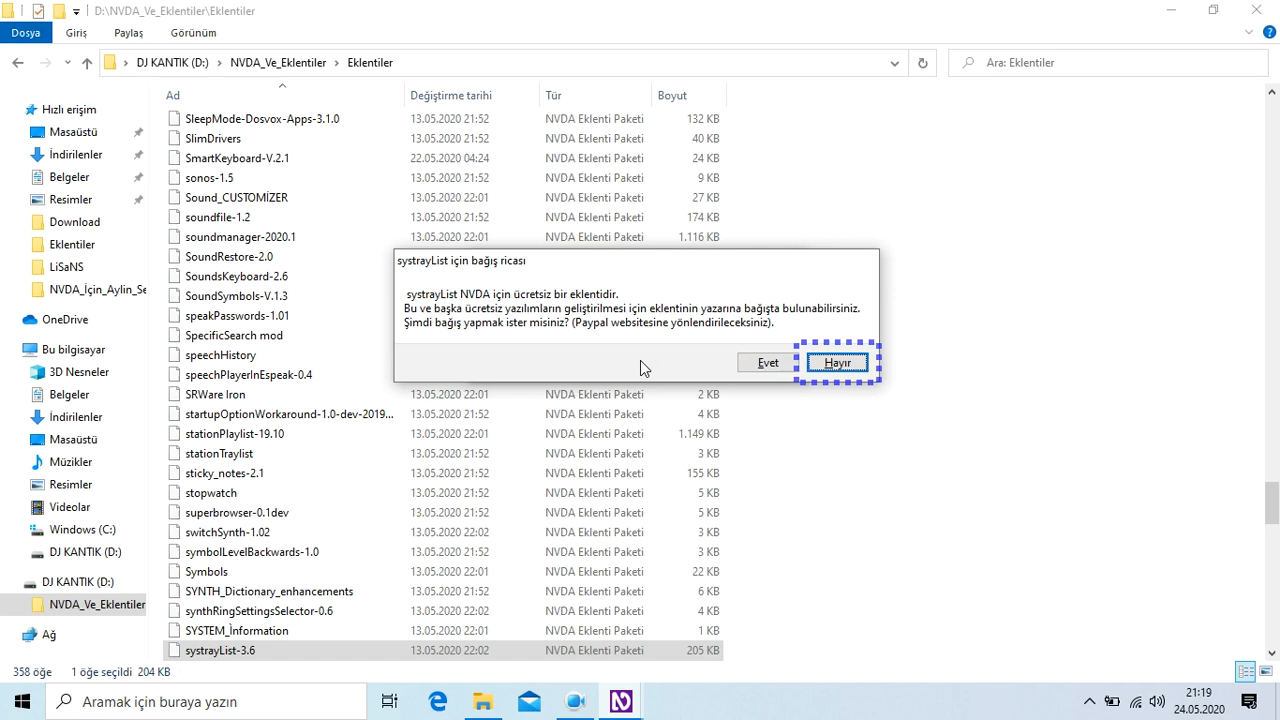 D:\NVDA_Ve_Eklentiler\Eklentiler
Dosya Giriş Paylaş Görünüm
DJ KANTIK (D:) NVDA_Ve_Eklentiler Eklentiler
Ara: Eklentiler
Ad Değiştirme tarihi Tür Boyut
Hızlı erişim
Masaüstü
İndirilenler
Belgeler
Resimler
Download
Eklentiler
LiSaNS
NVDA_İçin_Aylin_Se
OneDrive
Bu bilgisayar
3D Nesneler
Belgeler
İndirilenler
Masaüstü
Müzikler
Resimler
Videolar
Windows (C:)
DJ KANTIK (D:)
DJ KANTIK (D:)
NVDA_Ve_Eklentiler
Ağ
SleepMode-Dosvox-Apps-3.1.0 13.05.2020 21:52 NVDA Eklenti Paketi 132 KB
SlimDrivers 13.05.2020 21:52 NVDA Eklenti Paketi 40 KB
SmartKeyboard-V.2.1 22.05.2020 04:24 NVDA Eklenti Paketi 24 KB
sonos-1.5 13.05.2020 21:52 NVDA Eklenti Paketi 9 KB
Sound_CUSTOMİZER 13.05.2020 22:01 NVDA Eklenti Paketi 27 KB
soundfile-1.2 13.05.2020 21:52 NVDA Eklenti Paketi 174 KB
soundmanager-2020.1 13.05.2020 22:01 NVDA Eklenti Paketi 1.116 KB
SoundRestore-2.0
SoundsKeyboard-2.6
SoundSymbols-V.1.3
speakPasswords-1.01
SpecificSearch mod
speechHistory
speechPlayerInEspeak-0.4
SRWare Iron 13.05.2020 22:01 NVDA Eklenti Paketi 2 KB
startupOptionWorkaround-1.0-dev-2019... 13.05.2020 21:52 NVDA Eklenti Paketi 4 KB
stationPlaylist-19.10 13.05.2020 22:01 NVDA Eklenti Paketi 1.149 KB
stationTraylist 13.05.2020 21:52 NVDA Eklenti Paketi 3 KB
sticky_notes-2.1 13.05.2020 21:52 NVDA Eklenti Paketi 155 KB
stopwatch 13.05.2020 21:52 NVDA Eklenti Paketi 5 KB
superbrowser-0.1dev 13.05.2020 21:52 NVDA Eklenti Paketi 5 KB
switchSynth-1.02 13.05.2020 22:02 NVDA Eklenti Paketi 3 KB
symbolLevelBackwards-1.0 13.05.2020 21:52 NVDA Eklenti Paketi 3 KB
Symbols 13.05.2020 22:01 NVDA Eklenti Paketi 22 KB
SYNTH_Dictionary_enhancements 13.05.2020 21:52 NVDA Eklenti Paketi 6 KB
synthRingSettingsSelector-0.6 13.05.2020 22:02 NVDA Eklenti Paketi 4 KB
SYSTEM_İnformation 13.05.2020 22:01 NVDA Eklenti Paketi 1 KB
systrayList-3.6 13.05.2020 22:02 NVDA Eklenti Paketi 205 KB
systrayList için bağış ricası
systrayList NVDA için ücretsiz bir eklentidir.
Bu ve başka ücretsiz yazılımların geliştirilmesi için eklentinin yazarına bağışta bulunabilirsiniz.
Şimdi bağış yapmak ister misiniz? (Paypal websitesine yönlendirileceksiniz).
Evet Hayır
358 öğe 1 öğe seçildi 204 KB
Aramak için buraya yazın
21:19
24.05.2020